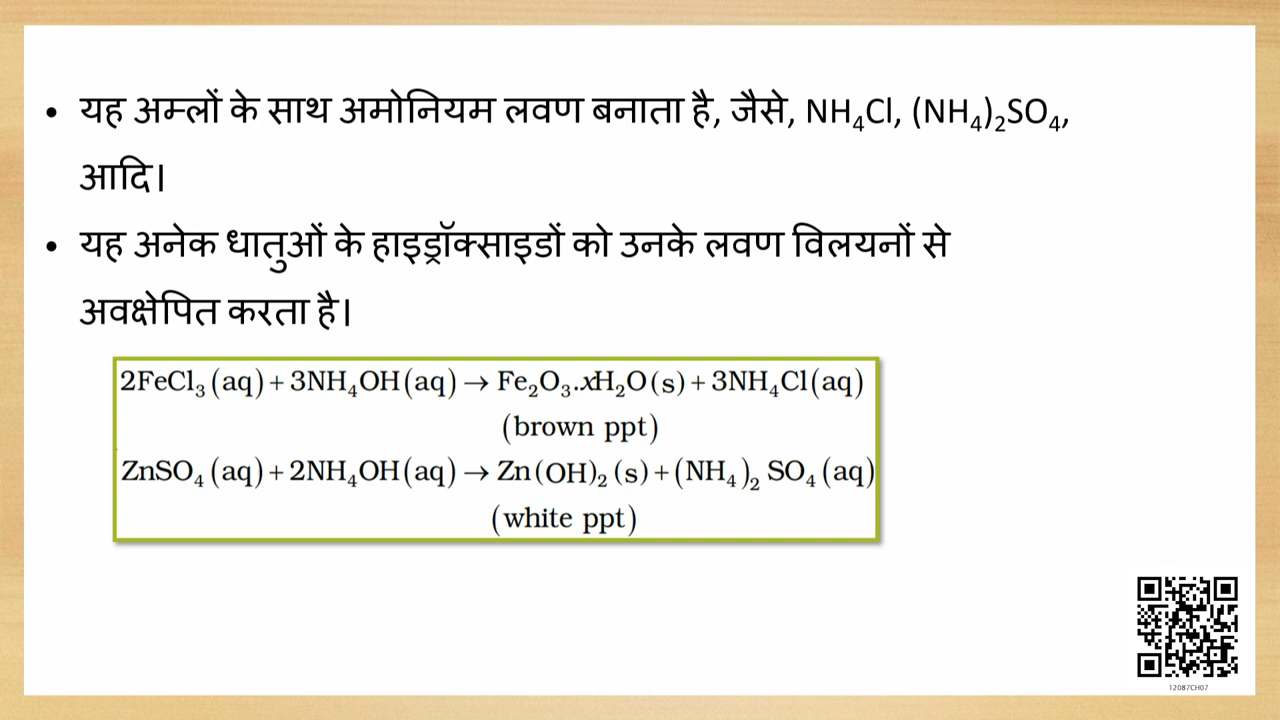 • यह अम्लों के साथ अमोनियम लवण बनाता है, जैसे, NH₄Cl, (NH₄)₂SO₄,
आदि।
• यह अनेक धातुओं के हाइड्रॉक्साइडों को उनके लवण विलयनों से
अवक्षेपित करता है।
2FeCl₃(aq) + 3NH₄OH(aq) → Fe₂O₃.xH₂O(s) + 3NH₄Cl(aq)
(brown ppt)
ZnSO₄(aq) + 2NH₄OH(aq) → Zn(OH)₂(s) + (NH₄)₂ SO₄(aq)
(white ppt)
12087CH07